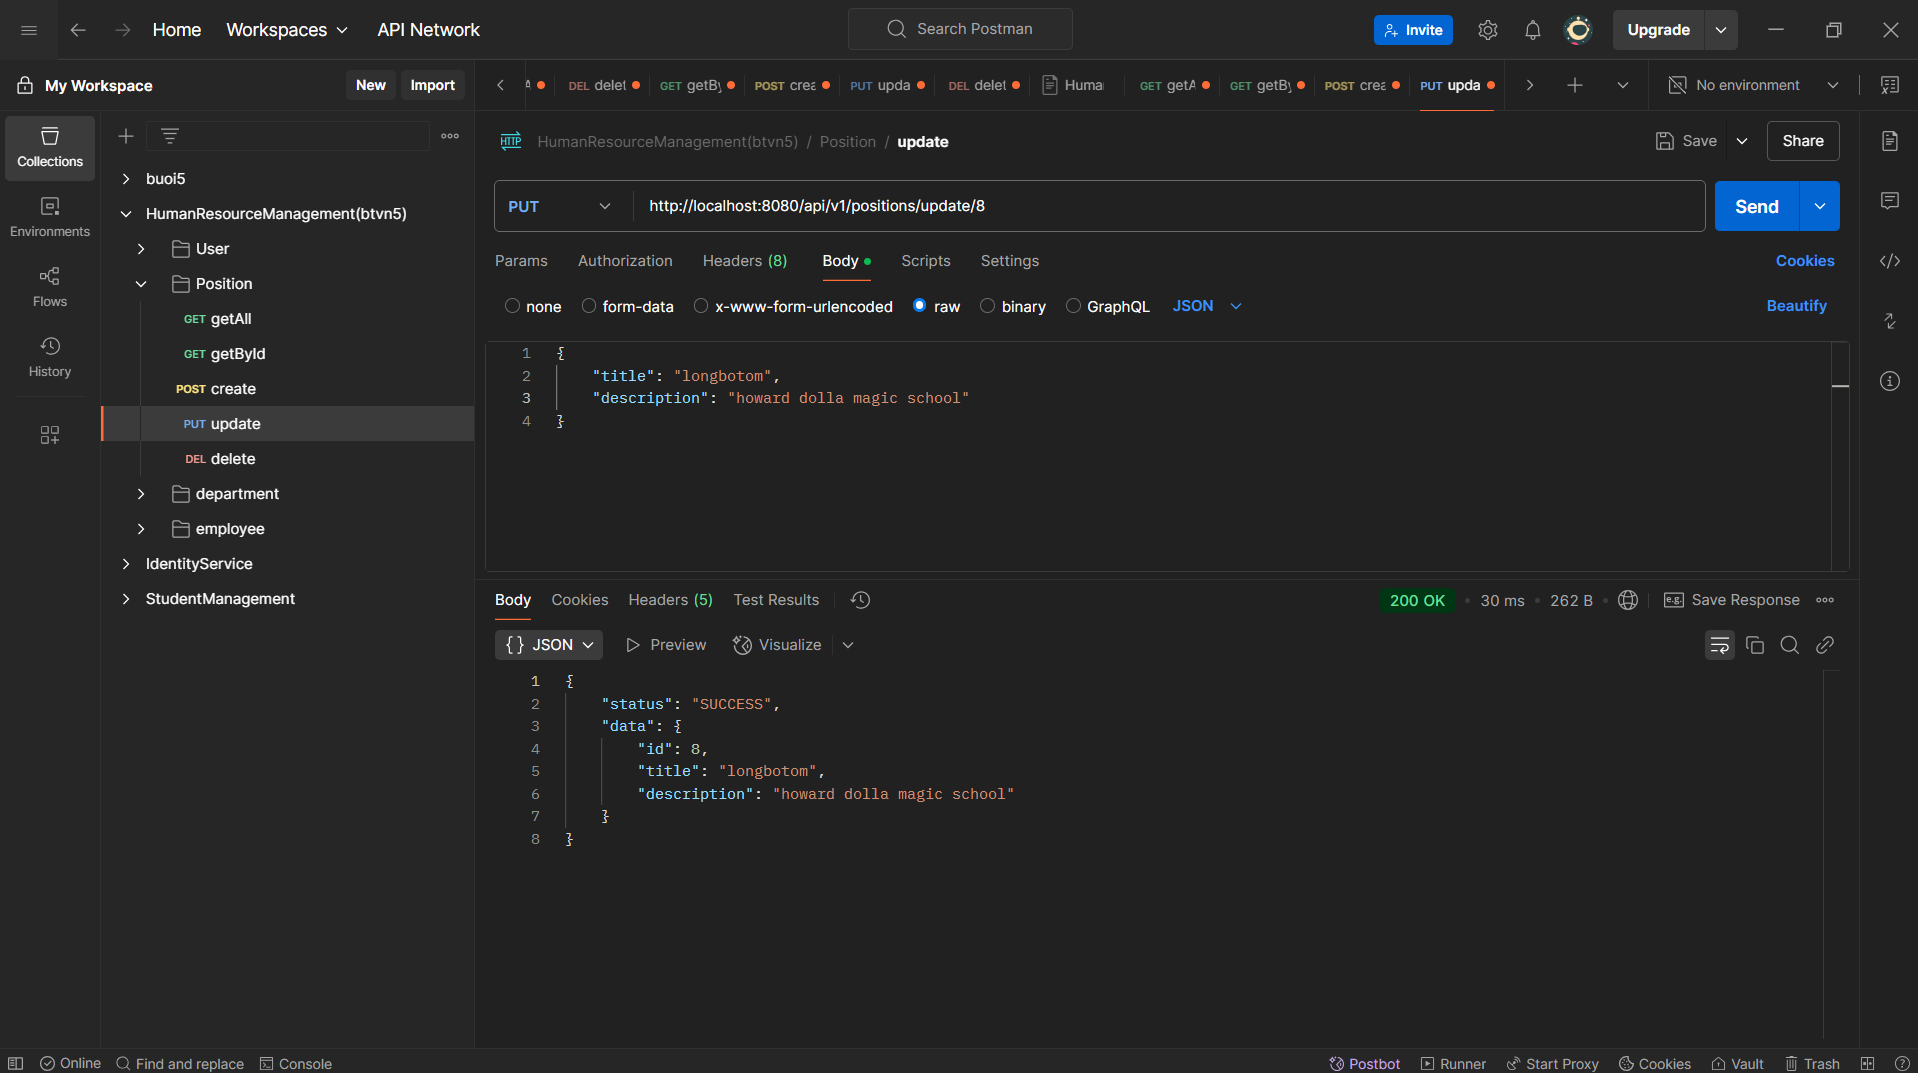 Home Workspaces API Network Search Postman Invite Upgrade
My Workspace New Import
DEL delet GET getBy POST crea PUT upda DEL delet Huma GET getA GET getBy POST crea PUT upda No environment
HTTP HumanResourceManagement(btvn5) / Position / update Save Share
Collections
Environments
Flows
History
buoi5
HumanResourceManagement(btvn5)
User
Position
GET getAll
GET getById
POST create
PUT update
DEL delete
department
employee
IdentityService
StudentManagement
PUT http://localhost:8080/api/v1/positions/update/8 Send
Params Authorization Headers (8) Body Scripts Settings Cookies
none form-data x-www-form-urlencoded raw binary GraphQL JSON Beautify
1 {
2 "title": "longbotom",
3 "description": "howard dolla magic school"
4 }
Body Cookies Headers (5) Test Results 200 OK 30 ms 262 B e.g. Save Response
{} JSON Preview Visualize
1 {
2 "status": "SUCCESS",
3 "data": {
4 "id": 8,
5 "title": "longbotom",
6 "description": "howard dolla magic school"
7 }
8 }
Online Find and replace Console Postbot Runner Start Proxy Cookies Vault Trash